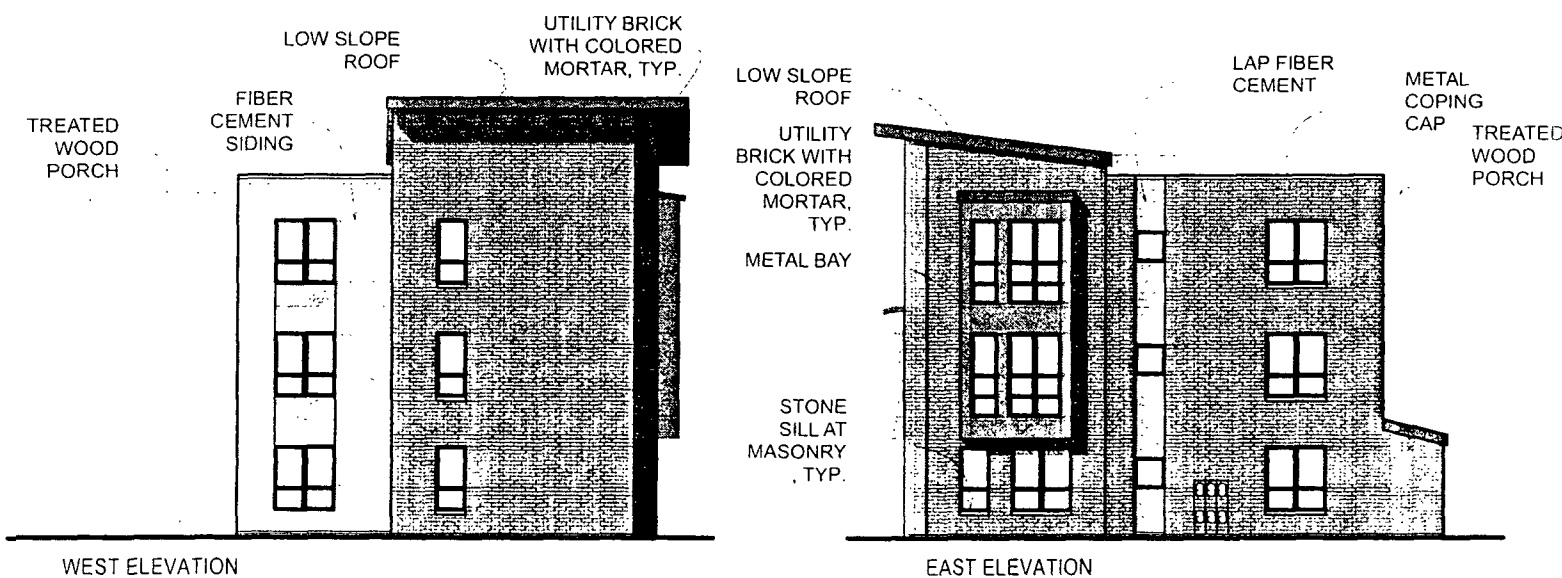 TREATED
WOOD
PORCH
FIBER
CEMENT
SIDING
LOW SLOPE
ROOF
UTILITY BRICK
WITH COLORED
MORTAR, TYP.
WEST ELEVATION
LOW SLOPE
ROOF
UTILITY
BRICK WITH
COLORED
MORTAR,
TYP.
METAL BAY
STONE
SILL AT
MASONRY
, TYP.
LAP FIBER
CEMENT
METAL
COPING
CAP
TREATED
WOOD
PORCH
EAST ELEVATION